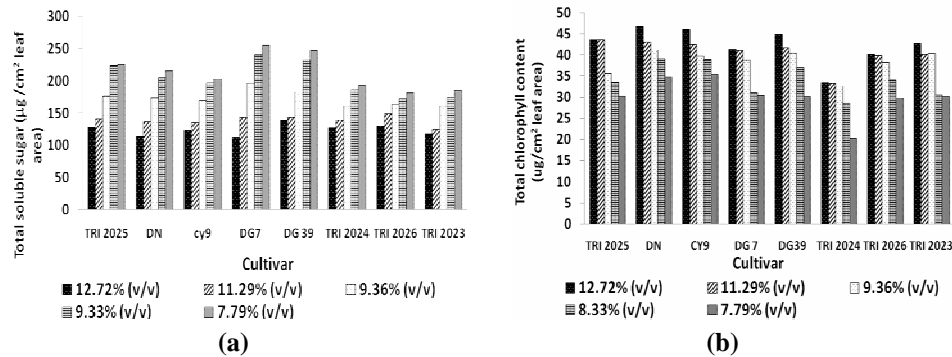 Total soluble sugar (µg /cm² leaf
area)
300
250
200
150
100
50
0
TRI 2025 DN cy9 DG7 DG 39 TRI 2024 TRI 2026 TRI 2023
Cultivar
12.72% (v/v) 11.29% (v/v) 9.36% (v/v)
9.33% (v/v) 7.79% (v/v)
(a)
Total chlorophyll content
(ug/cm² leaf area)
50
45
40
35
30
25
20
15
10
5
0
TRI 2025 DN CY9 DG 7 DG39 TRI 2024 TRI 2026 TRI 2023
Cultivar
12.72% (v/v) 11.29% (v/v) 9.36% (v/v)
8.33% (v/v) 7.79% (v/v)
(b)